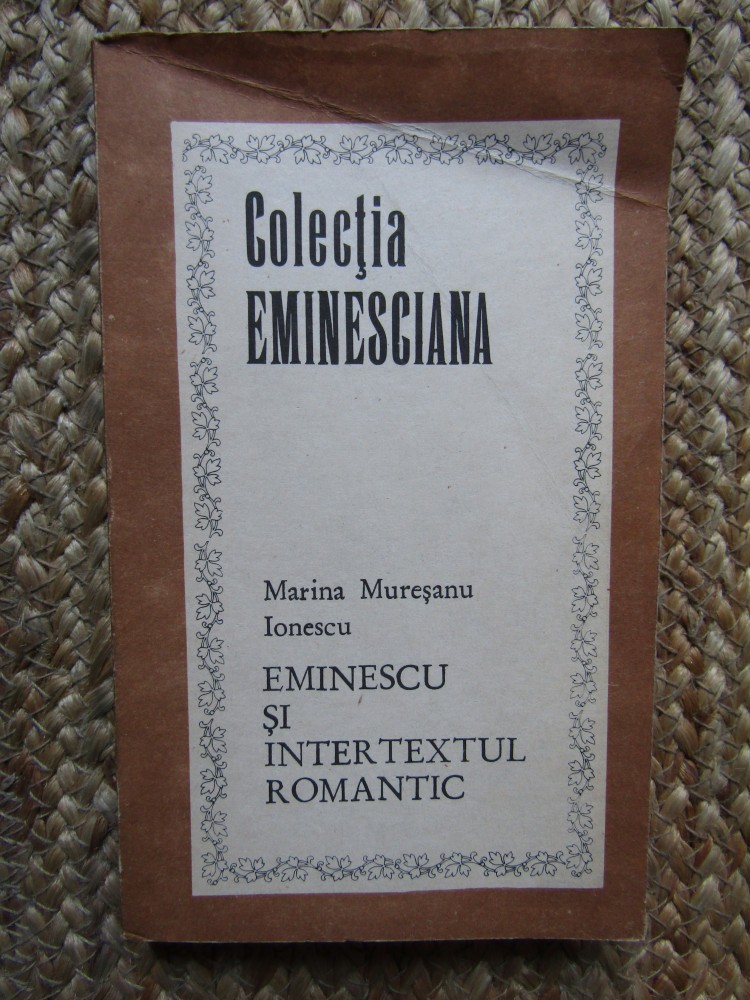 Colecţia
EMINESCIANA
Marina Mureşanu
Ionescu
EMINESCU
ŞI
INTERTEXTUL
ROMANTIC